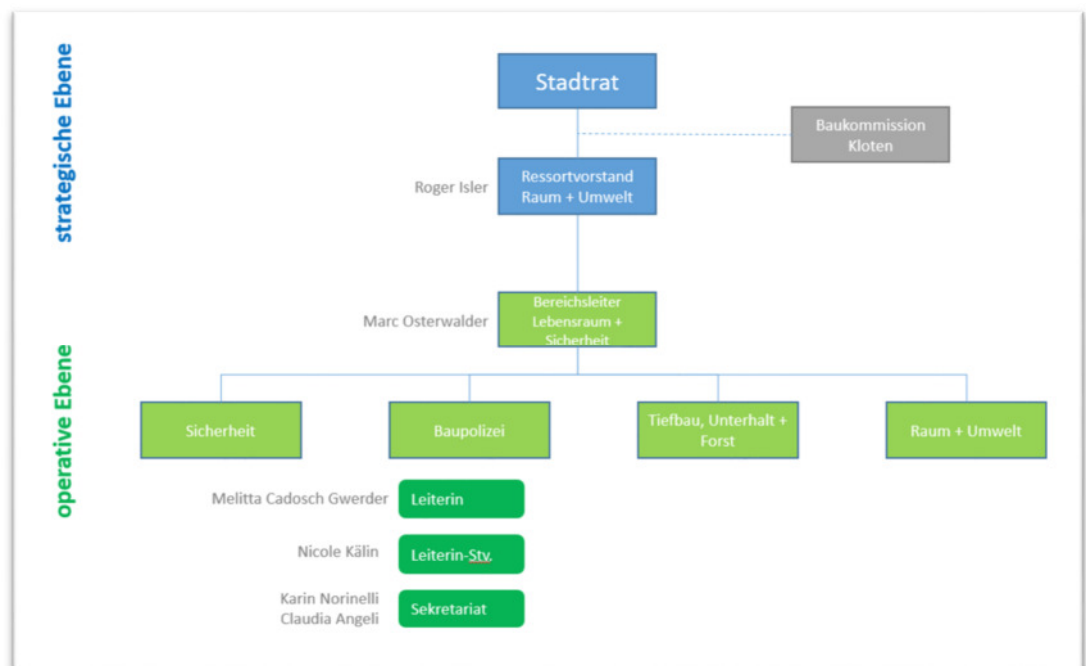 strategische Ebene
Stadtrat
Baukommission
Kloten
Roger Isler
Ressortvorstand
Raum + Umwelt
operative Ebene
Marc Osterwalder
Bereichsleiter
Lebensraum +
Sicherheit
Sicherheit
Baupolizei
Tiefbau, Unterhalt +
Forst
Raum + Umwelt
Melitta Cadosch Gwerder
Leiterin
Nicole Kälin
Leiterin-Stv.
Karin Norinelli
Claudia Angeli
Sekretariat